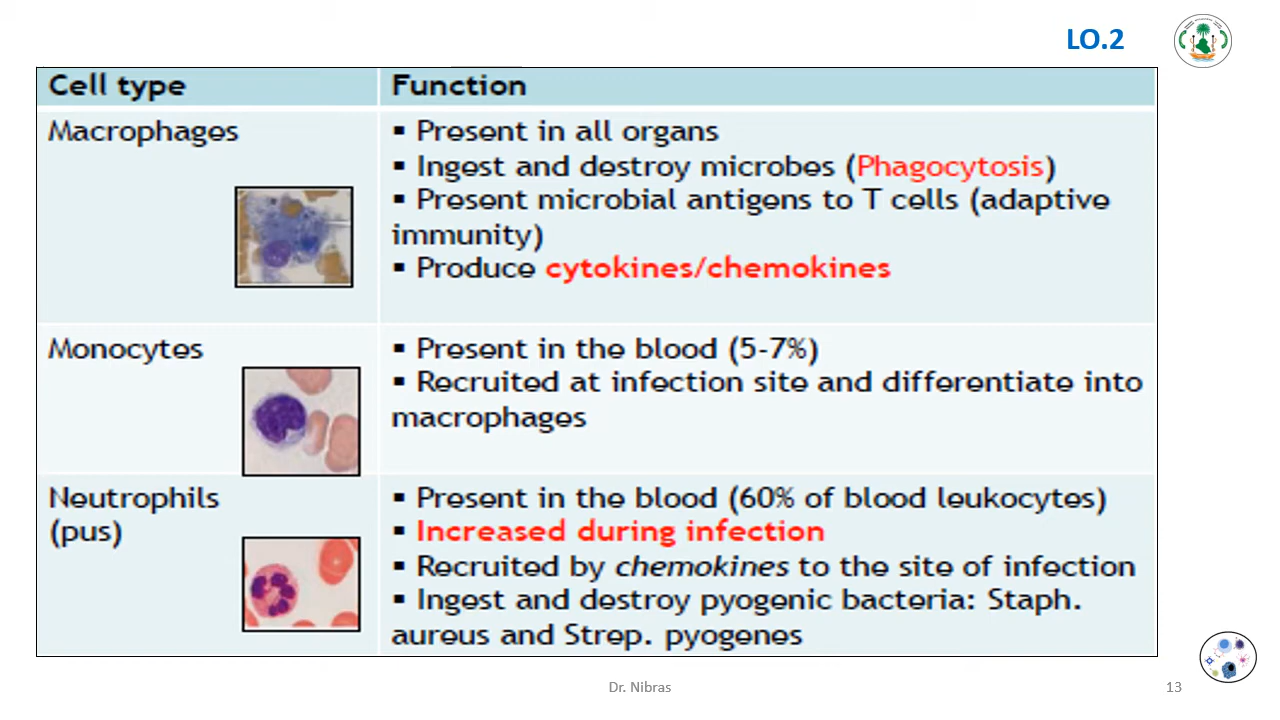 LO.2
Cell type
Function
Macrophages
▪ Present in all organs
▪ Ingest and destroy microbes (Phagocytosis)
▪ Present microbial antigens to T cells (adaptive
immunity)
▪ Produce cytokines/chemokines
Monocytes
▪ Present in the blood (5-7%)
▪ Recruited at infection site and differentiate into
macrophages
Neutrophils
(pus)
▪ Present in the blood (60% of blood leukocytes)
▪ Increased during infection
▪ Recruited by chemokines to the site of infection
▪ Ingest and destroy pyogenic bacteria: Staph.
aureus and Strep. pyogenes
Dr. Nibras
13